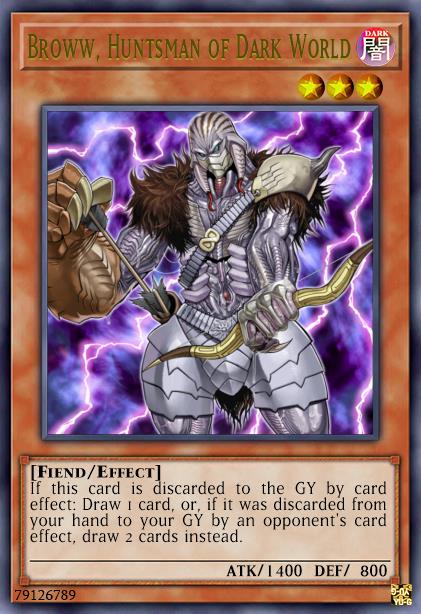 Broww, Huntsman of Dark World
DARK
闇
[Fiend/Effect]
If this card is discarded to the GY by card
effect: Draw 1 card, or, if it was discarded from
your hand to your GY by an opponent's card
effect, draw 2 cards instead.
ATK/1400 DEF/ 800
79126789